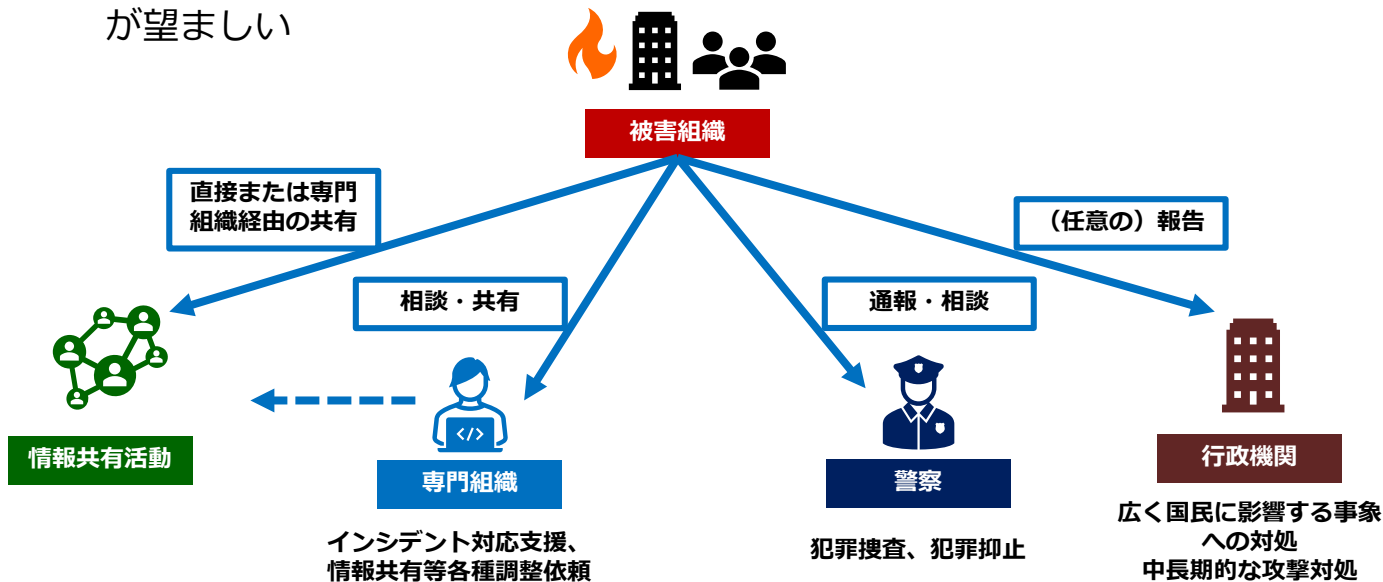 が望ましい
被害組織
直接または専門
組織経由の共有
（任意の）報告
相談・共有
通報・相談
</>
情報共有活動
専門組織
警察
行政機関
インシデント対応支援、
情報共有等各種調整依頼
犯罪捜査、犯罪抑止
広く国民に影響する事象
への対処
中長期的な攻撃対処